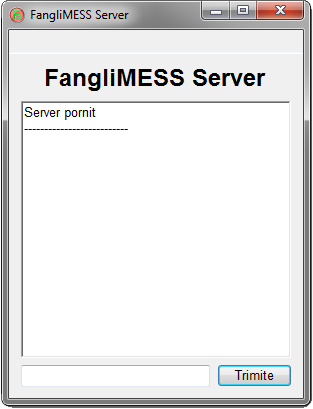 FangliMESS Server
FangliMESS Server
Server pornit
--------------------------
Trimite